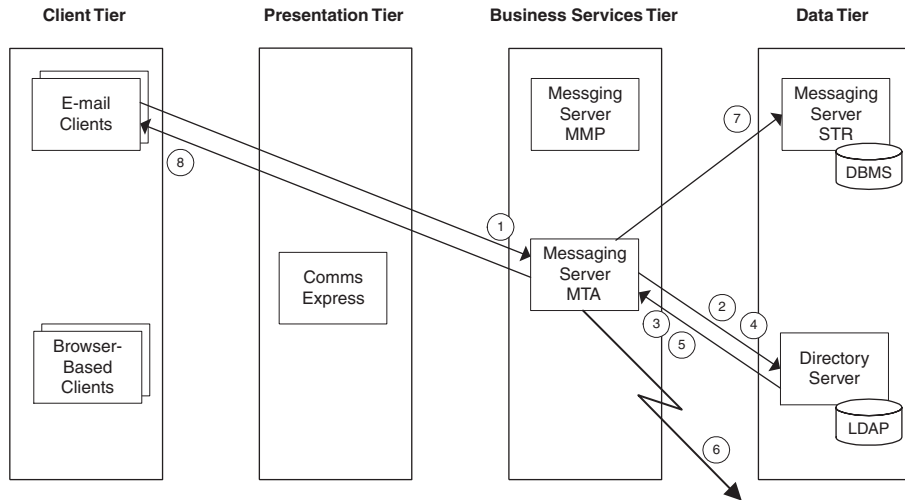 Client Tier
Presentation Tier
Business Services Tier
Data Tier
E-mail
Clients
Messging
Server
MMP
Messaging
Server
STR
DBMS
7
8
1
Messaging
Server
MTA
Comms
Express
2
3
4
5
Browser-
Based
Clients
Directory
Server
LDAP
6